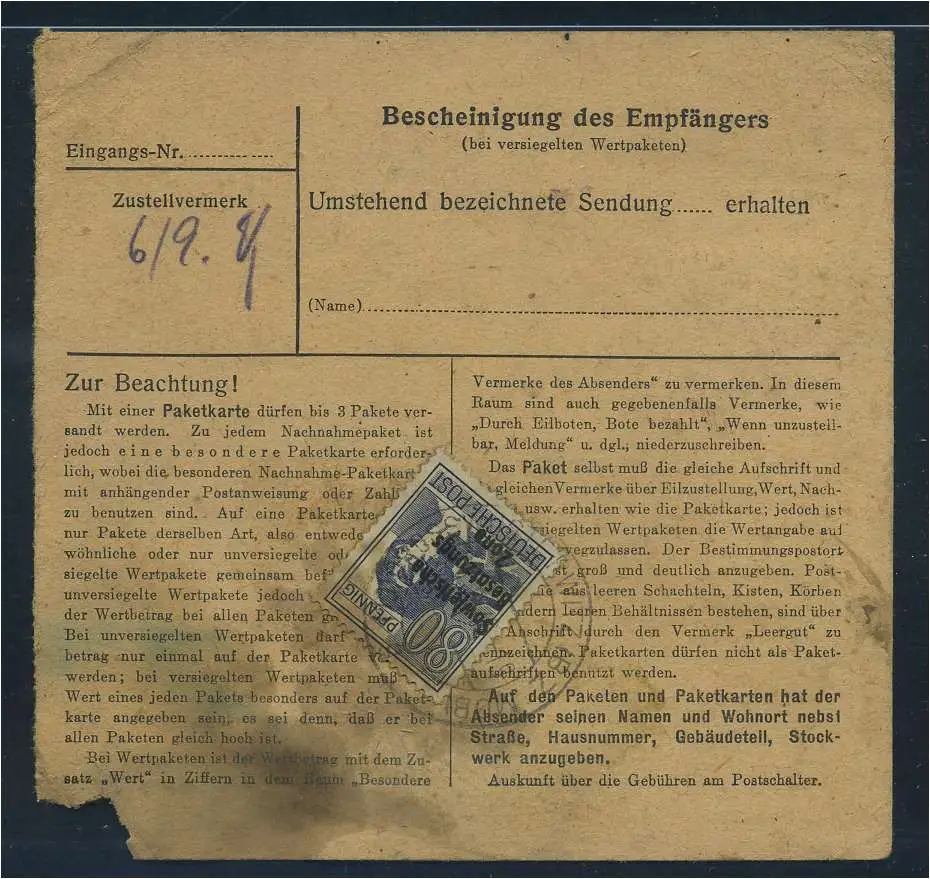 Bescheinigung des Empfängers
(bei versiegelten Wertpaketen)
Eingangs-Nr.
Zustellvermerk
6/9.
Umstehend bezeichnete Sendung...... erhalten
(Name)
Zur Beachtung!
Mit einer Paketkarte dürfen bis 3 Pakete ver-
sandt werden. Zu jedem Nachnahmepaket ist
jedoch eine besondere Paketkarte erforder-
lich, wobei die besonderen Nachnahme-Paketkart
mit anhängender Postanweisung oder Zahl
zu benutzen sind. Auf eine Paketkarte
nur Pakete derselben Art, also entwede
wöhnliche oder nur unversiegelte od
siegelte Wertpakete gemeinsam bef
unversiegelte Wertpakete jedoch
der Wertbetrag bei allen Paketen g
Bei unversiegelten Wertpaketen darf
betrag nur einmal auf der Paketkarte
werden; bei versiegelten Wertpaketen muß
Wert eines jeden Pakets besonders auf der Paket-
karte angegeben sein, es sei denn, daß er bei
allen Paketen gleich hoch ist.
Bei Wertpaketen ist der Wertbetrag mit dem Zu-
satz „Wert“ in Ziffern in dem Raum „Besondere
Vermerke des Absenders“ zu vermerken. In diesem
Raum sind auch gegebenenfalls Vermerke, wie
„Durch Eilboten, Bote bezahlt“, „Wenn unzustell-
bar, Meldung“ u. dgl., niederzuschreiben.
Das Paket selbst muß die gleiche Aufschrift und
gleichen Vermerke über Eilzustellung, Wert, Nach-
usw. erhalten wie die Paketkarte; jedoch ist
siegelten Wertpaketen die Wertangabe auf
wegzulassen. Der Bestimmungspostort
st groß und deutlich anzugeben. Post-
ie aus leeren Schachteln, Kisten, Körben
ndern leeren Behältnissen bestehen, sind über
Anschrift durch den Vermerk „Leergut“ zu
ennzeichnen. Paketkarten dürfen nicht als Paket-
aufschriften benutzt werden.
Auf den Paketen und Paketkarten hat der
Absender seinen Namen und Wohnort nebst
Straße, Hausnummer, Gebäudeteil, Stock-
werk anzugeben.
Auskunft über die Gebühren am Postschalter.
DEUTSCHE POST
Sowjetische
Besatzungs
Zone
80
PFENNIG